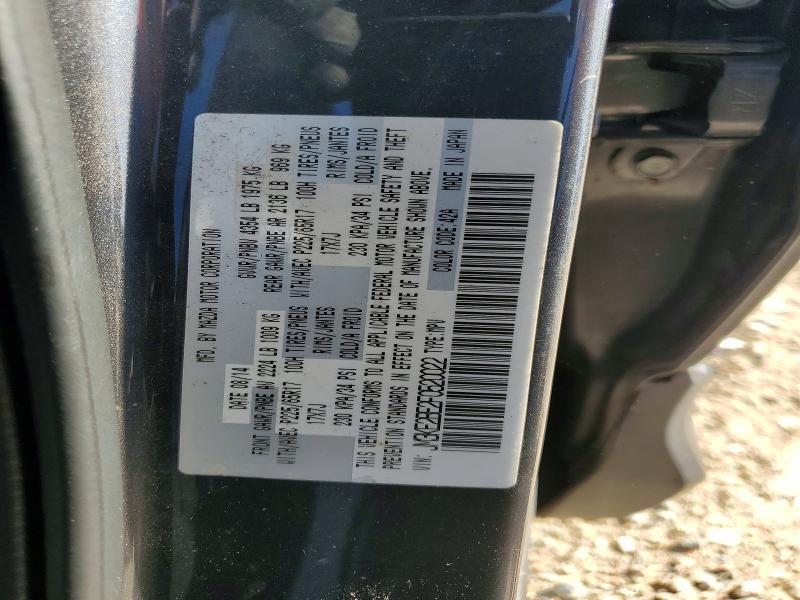 MFD. BY MAZDA MOTOR CORPORATION
DATE 08/14 GVWR/PNBV 4354 LB 1975 KG
FRONT GAWR/PNBE AV 2224 LB 1009 KG REAR GAWR/PNBE AR 2136 LB 969 KG
WITH/AVEC P225/65R17 100H TIRES/PNEUS WITH/AVEC P225/65R17 100H TIRES/PNEUS
17X7J RIMS/JANTES 17X7J RIMS/JANTES
230 KPA/34 PSI COLD/A FROID 230 KPA/34 PSI COLD/A FROID
THIS VEHICLE CONFORMS TO ALL APPLICABLE FEDERAL MOTOR VEHICLE SAFETY AND THEFT
PREVENTION STANDARDS IN EFFECT ON THE DATE OF MANUFACTURE SHOWN ABOVE.
VIN: TYPE:MPV COLOR CODE:42A MADE IN JAPAN